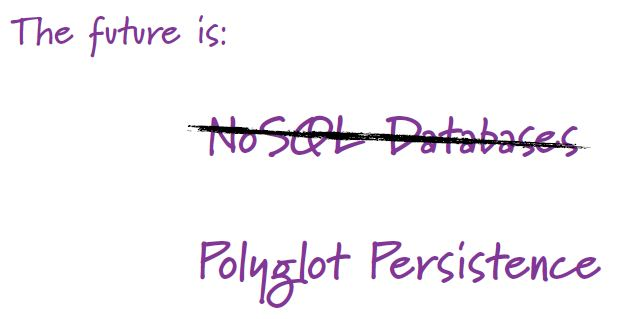 The future is:
NoSQL Databases
Polyglot Persistence